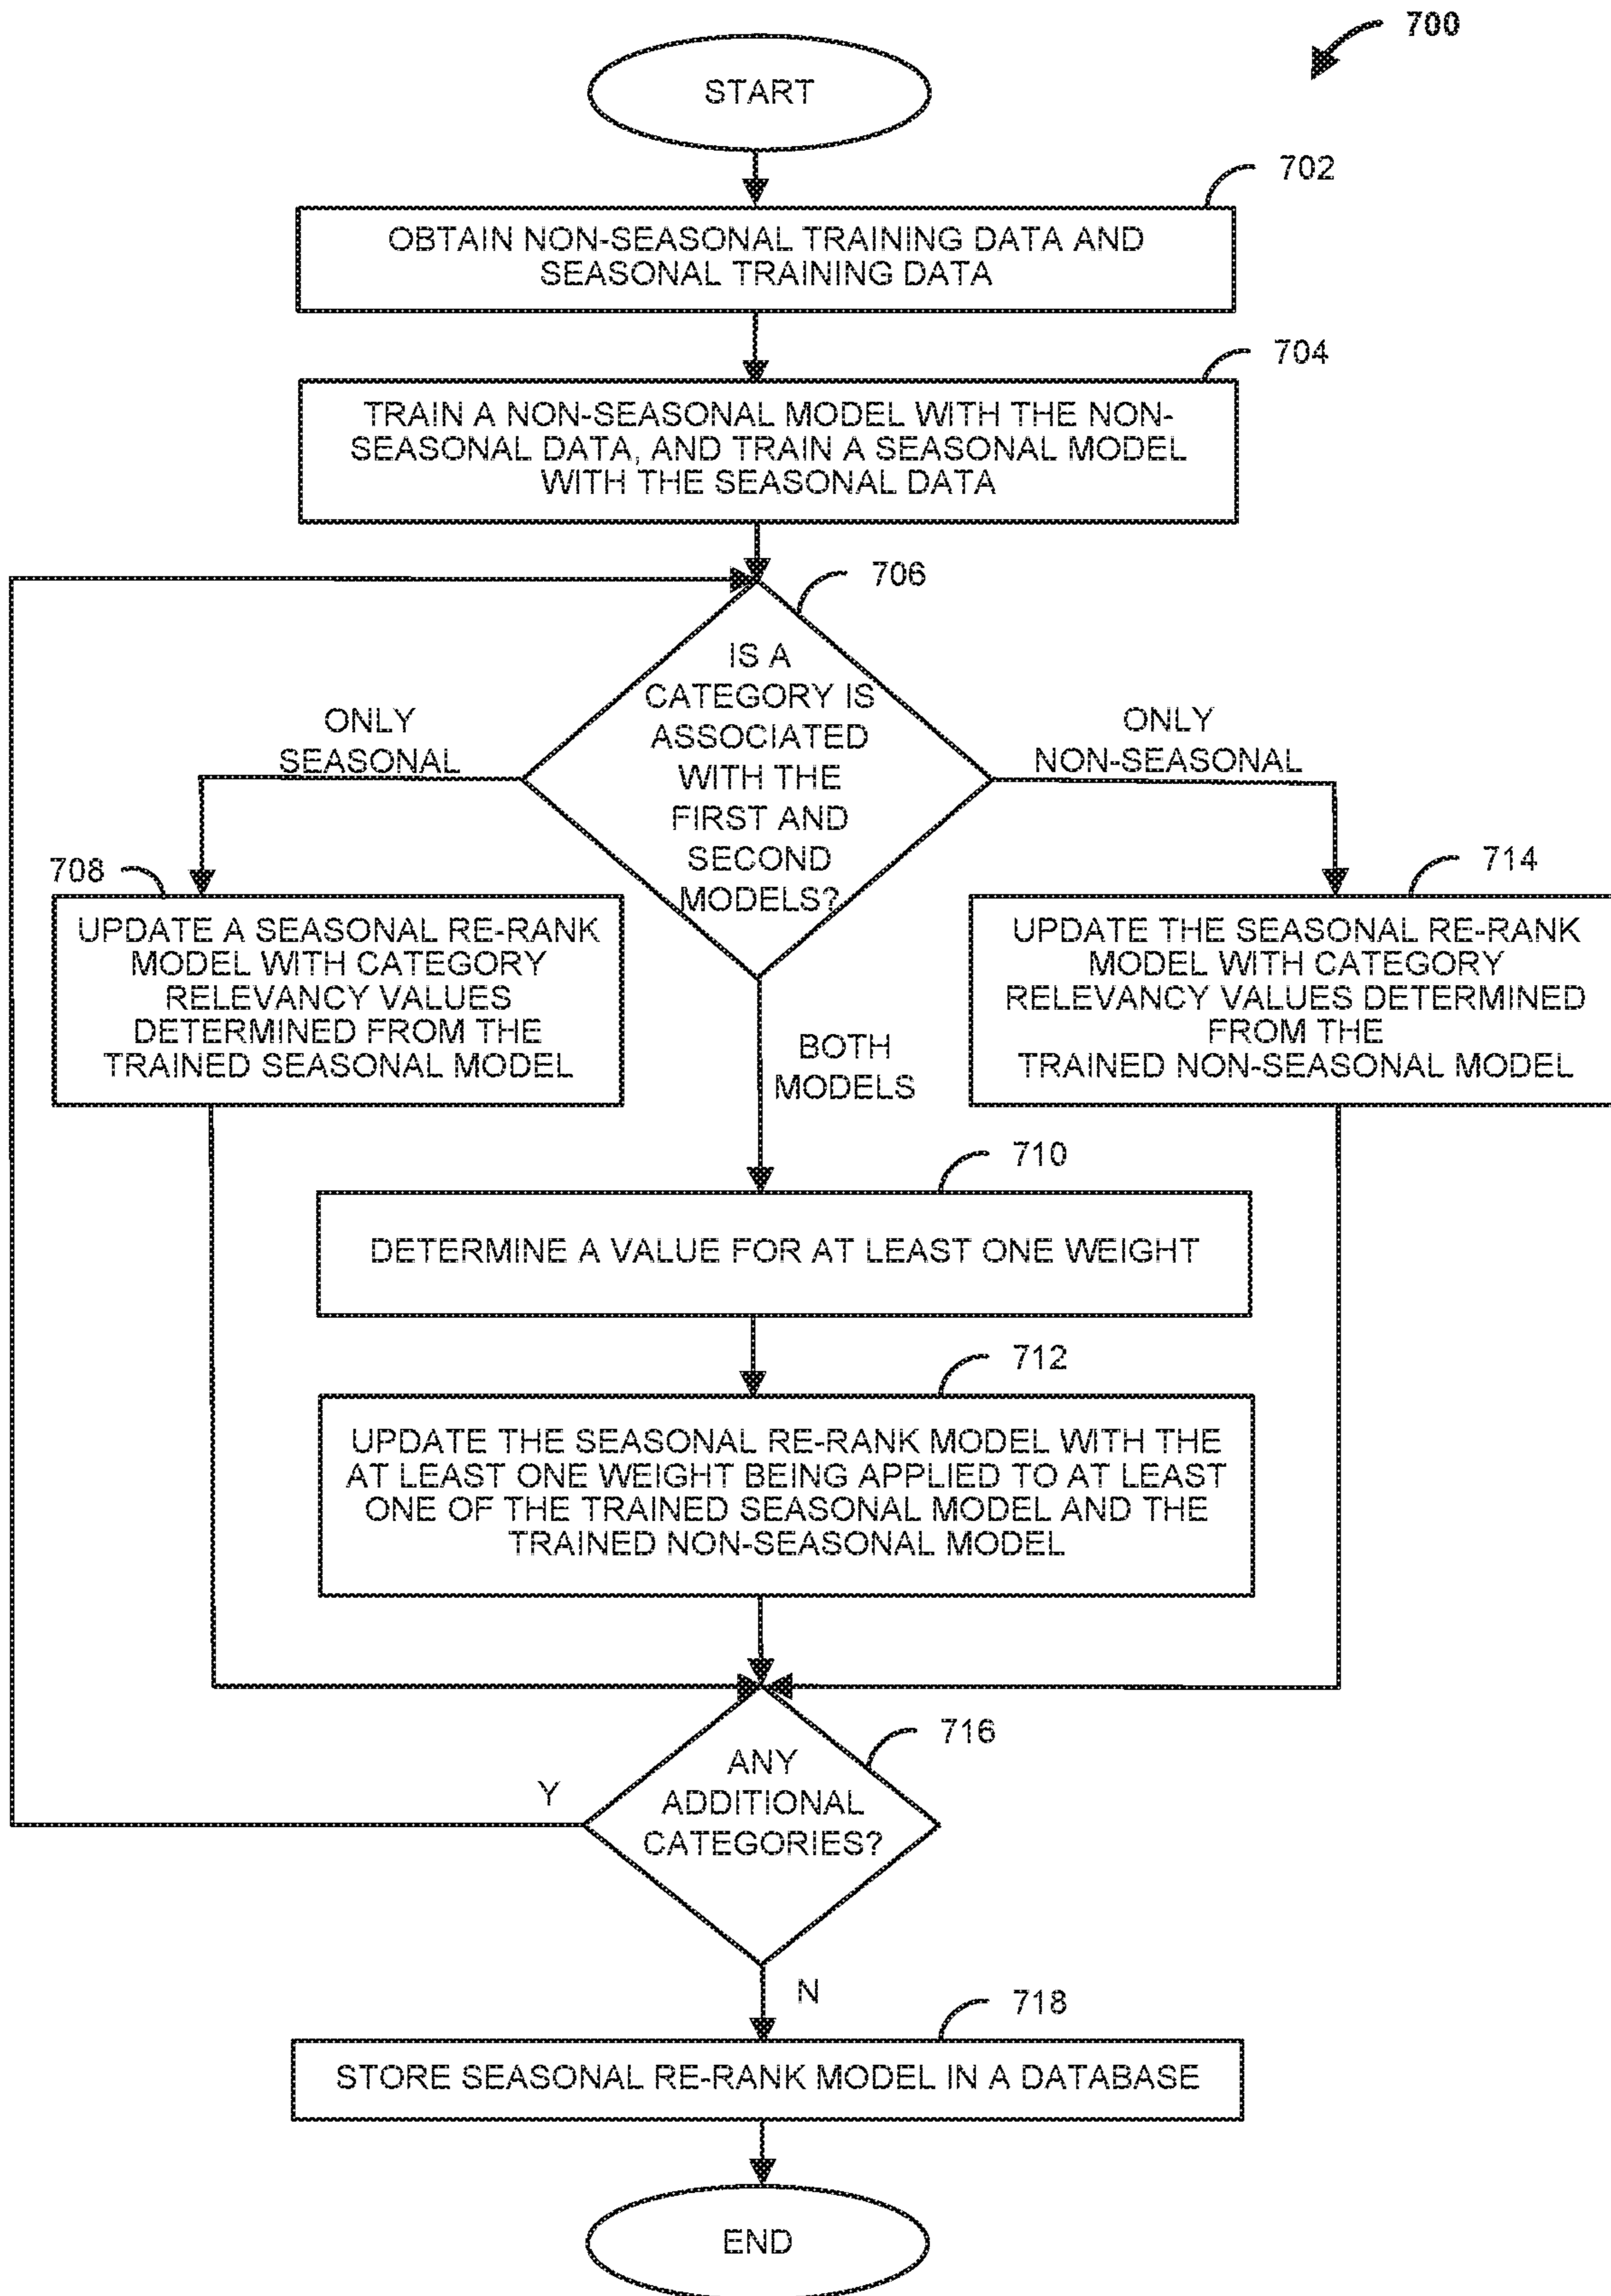 700
START
702
OBTAIN NON-SEASONAL TRAINING DATA AND
SEASONAL TRAINING DATA
704
TRAIN A NON-SEASONAL MODEL WITH THE NON-
SEASONAL DATA, AND TRAIN A SEASONAL MODEL
WITH THE SEASONAL DATA
706
IS A
CATEGORY IS
ASSOCIATED
WITH THE
FIRST AND
SECOND
MODELS?
ONLY
SEASONAL
ONLY
NON-SEASONAL
708
UPDATE A SEASONAL RE-RANK
MODEL WITH CATEGORY
RELEVANCY VALUES
DETERMINED FROM THE
TRAINED SEASONAL MODEL
714
UPDATE THE SEASONAL RE-RANK
MODEL WITH CATEGORY
RELEVANCY VALUES DETERMINED
FROM THE
TRAINED NON-SEASONAL MODEL
BOTH
MODELS
710
DETERMINE A VALUE FOR AT LEAST ONE WEIGHT
712
UPDATE THE SEASONAL RE-RANK MODEL WITH THE
AT LEAST ONE WEIGHT BEING APPLIED TO AT LEAST
ONE OF THE TRAINED SEASONAL MODEL AND THE
TRAINED NON-SEASONAL MODEL
716
ANY
ADDITIONAL
CATEGORIES?
Y
N
718
STORE SEASONAL RE-RANK MODEL IN A DATABASE
END